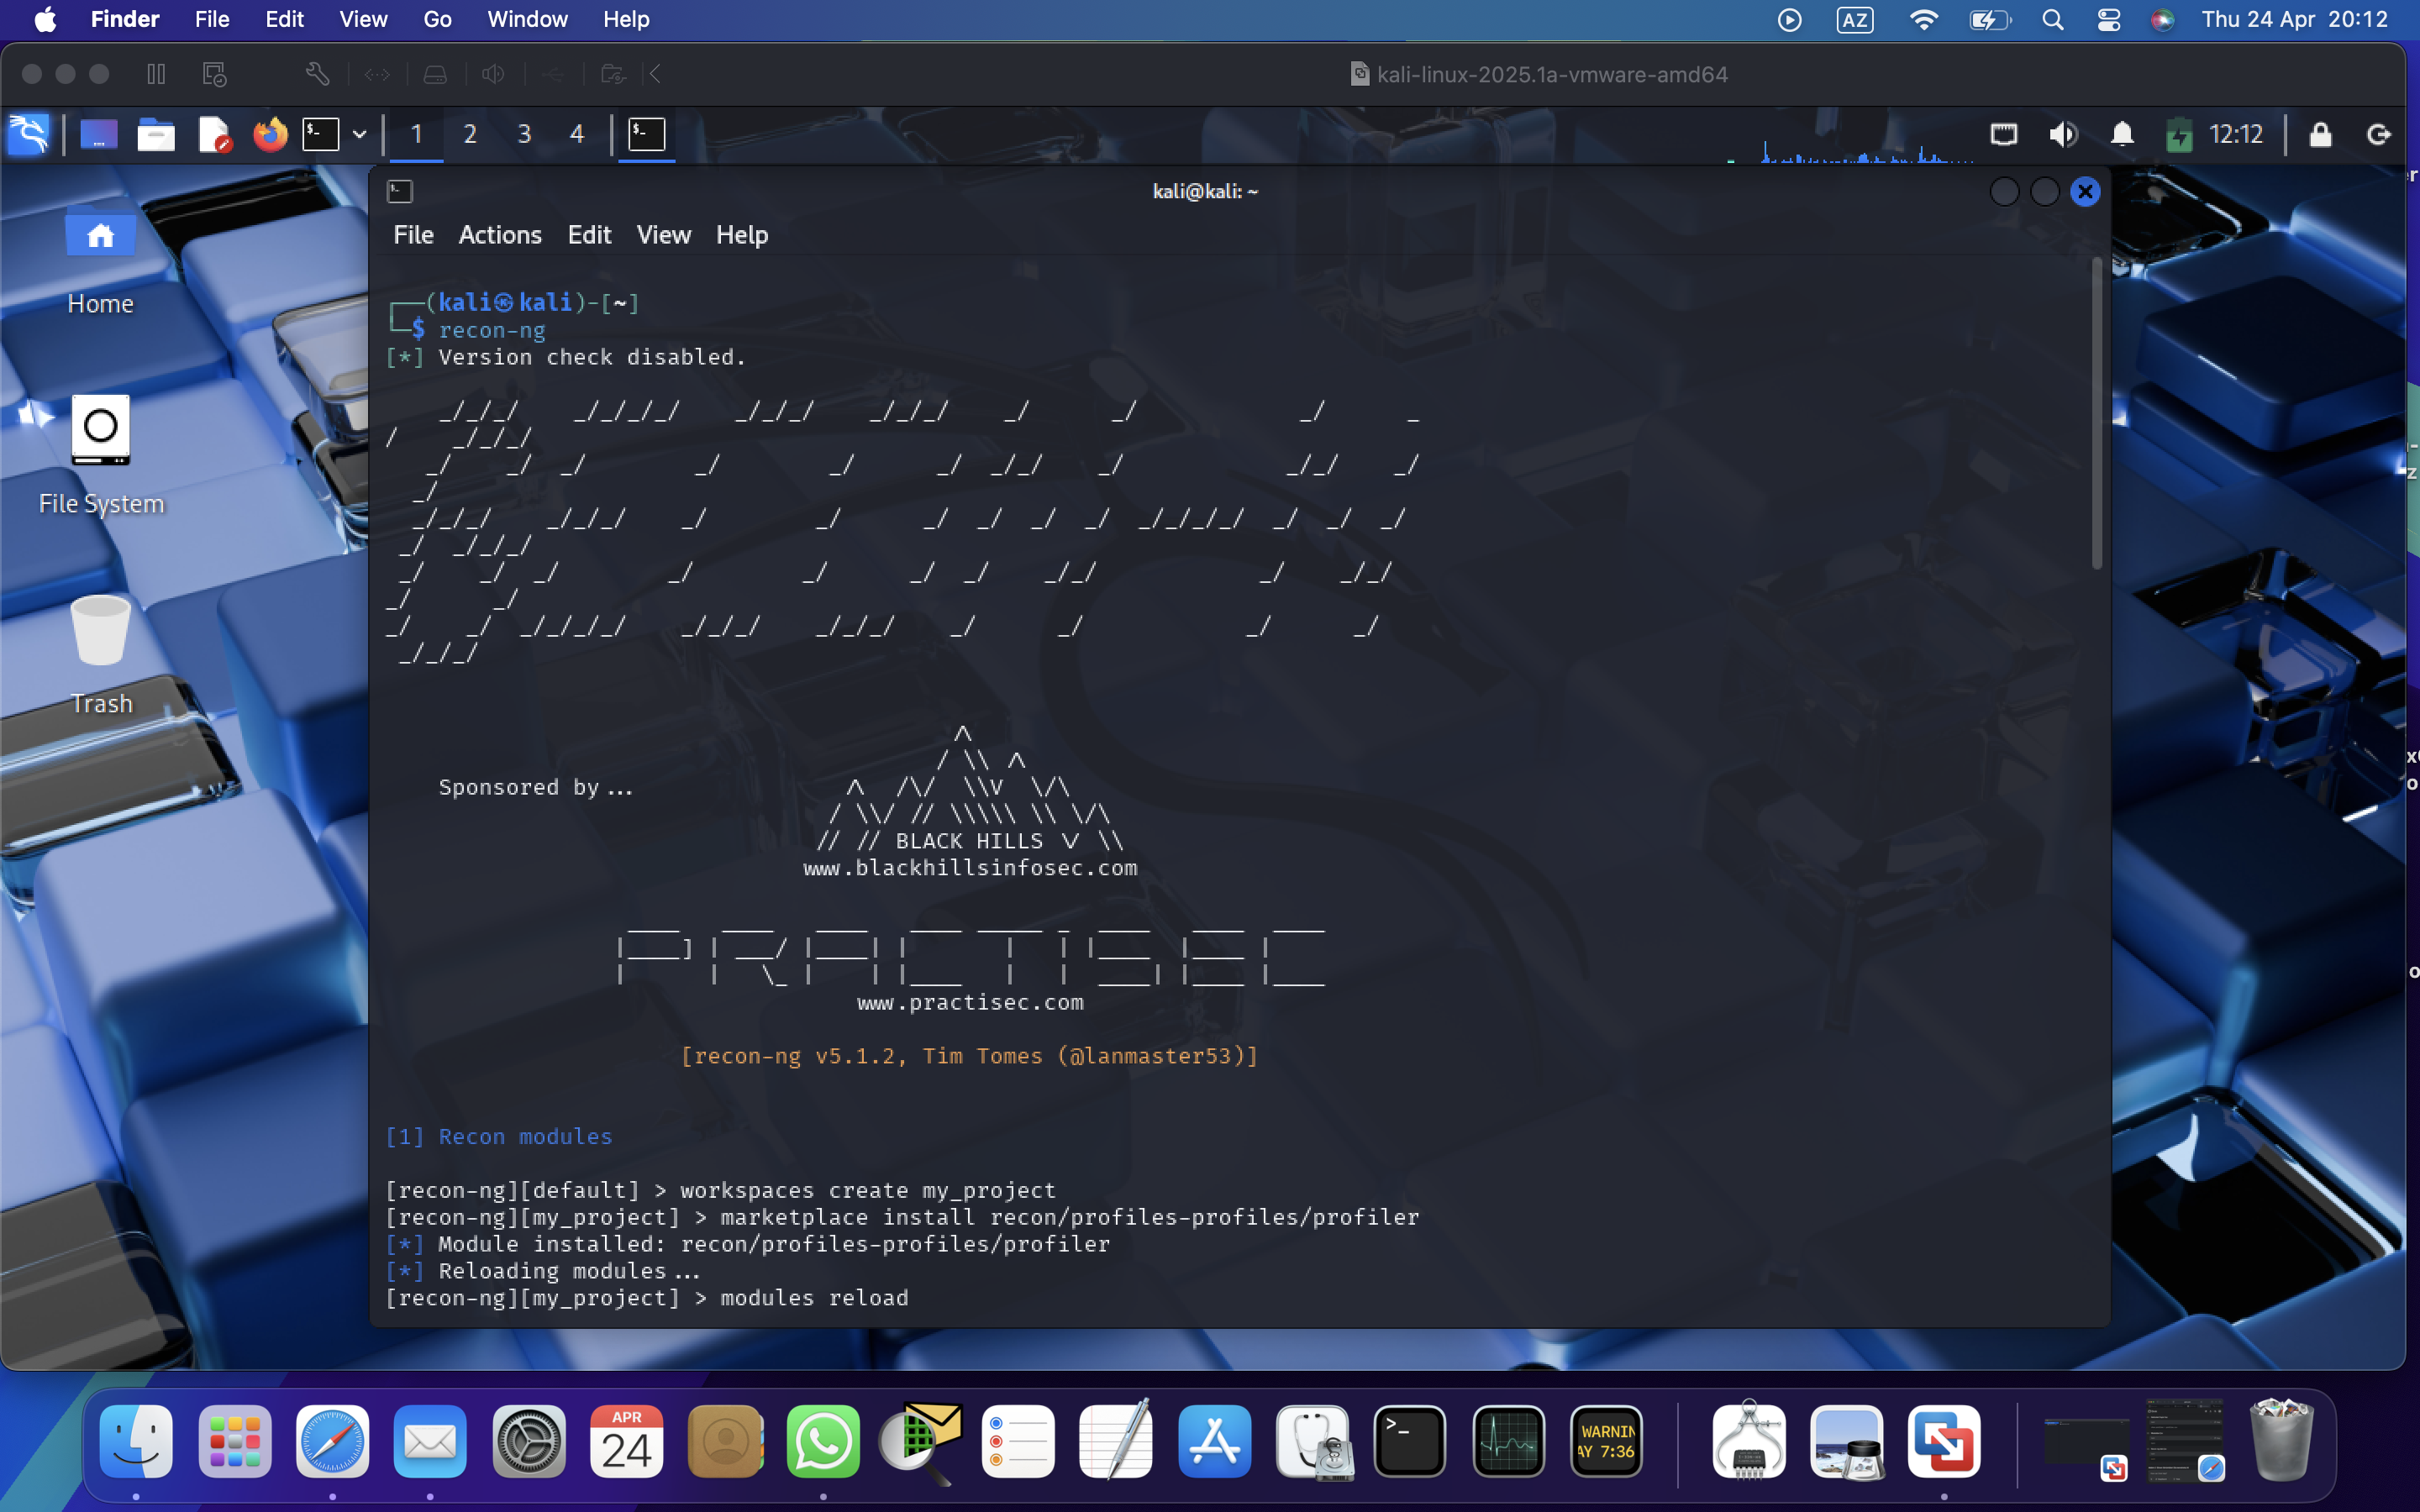 Finder File Edit View Go Window Help AZ Thu 24 Apr 20:12
kali-linux-2025.1a-vmware-amd64
1 2 3 4 12:12
kali@kali: ~
File Actions Edit View Help
Home
File System
Trash
(kali㉿kali)-[~]
$ recon-ng
[*] Version check disabled.
Sponsored by...
BLACK HILLS
www.blackhillsinfosec.com
PRACTISEC
www.practisec.com
[recon-ng v5.1.2, Tim Tomes (@lanmaster53)]
[1] Recon modules
[recon-ng][default] > workspaces create my_project
[recon-ng][my_project] > marketplace install recon/profiles-profiles/profiler
[*] Module installed: recon/profiles-profiles/profiler
[*] Reloading modules...
[recon-ng][my_project] > modules reload
APR
24
WARNIN
AY 7:36